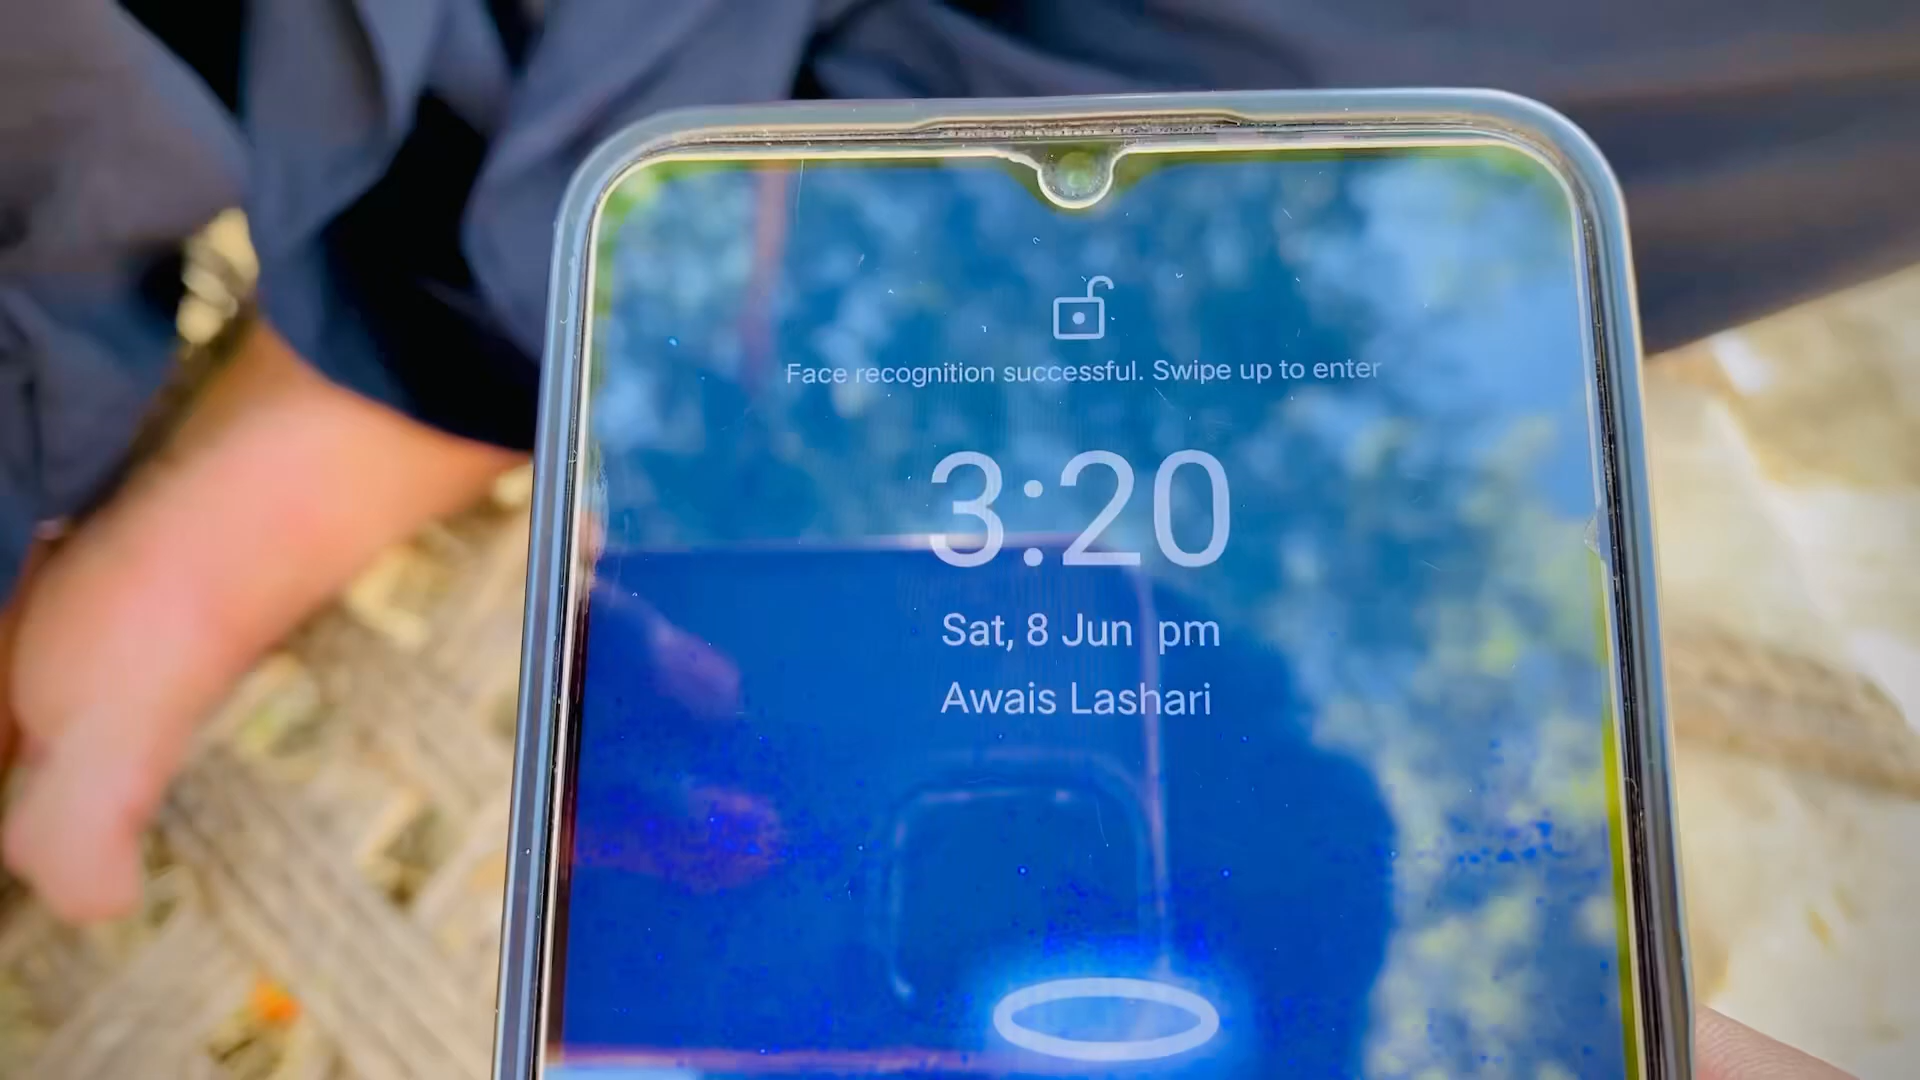 Face recognition successful. Swipe up to enter
3:20
Sat, 8 Jun pm
Awais Lashari